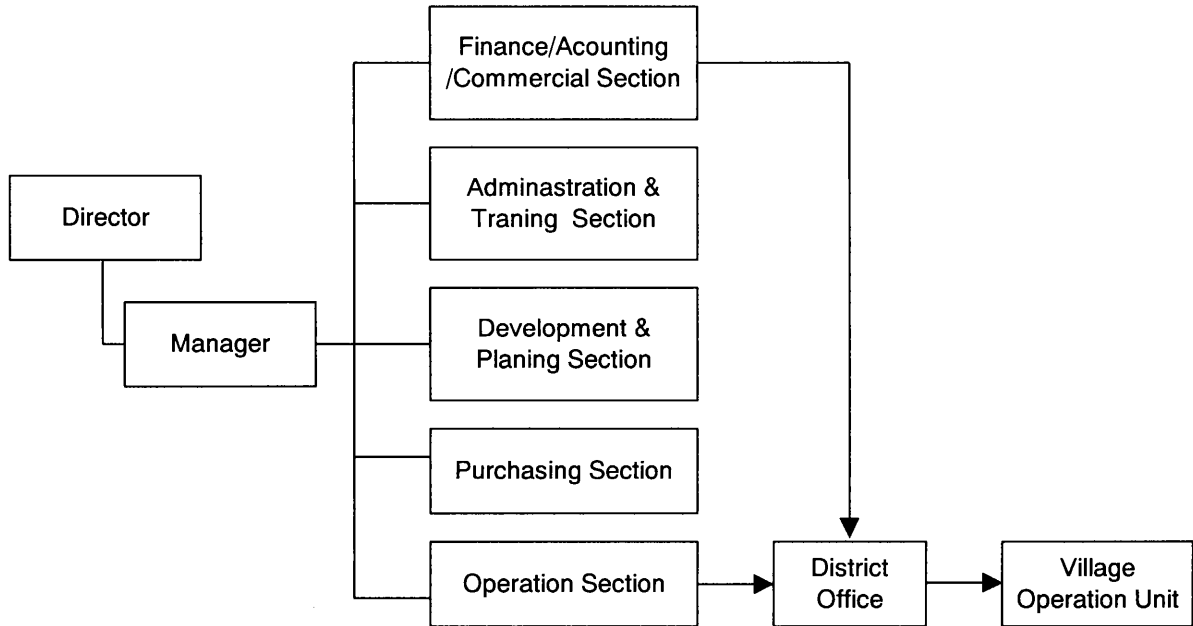 Director
Manager
Finance/Acounting
/Commercial Section
Adminastration &
Traning Section
Development &
Planing Section
Purchasing Section
Operation Section
District
Office
Village
Operation Unit